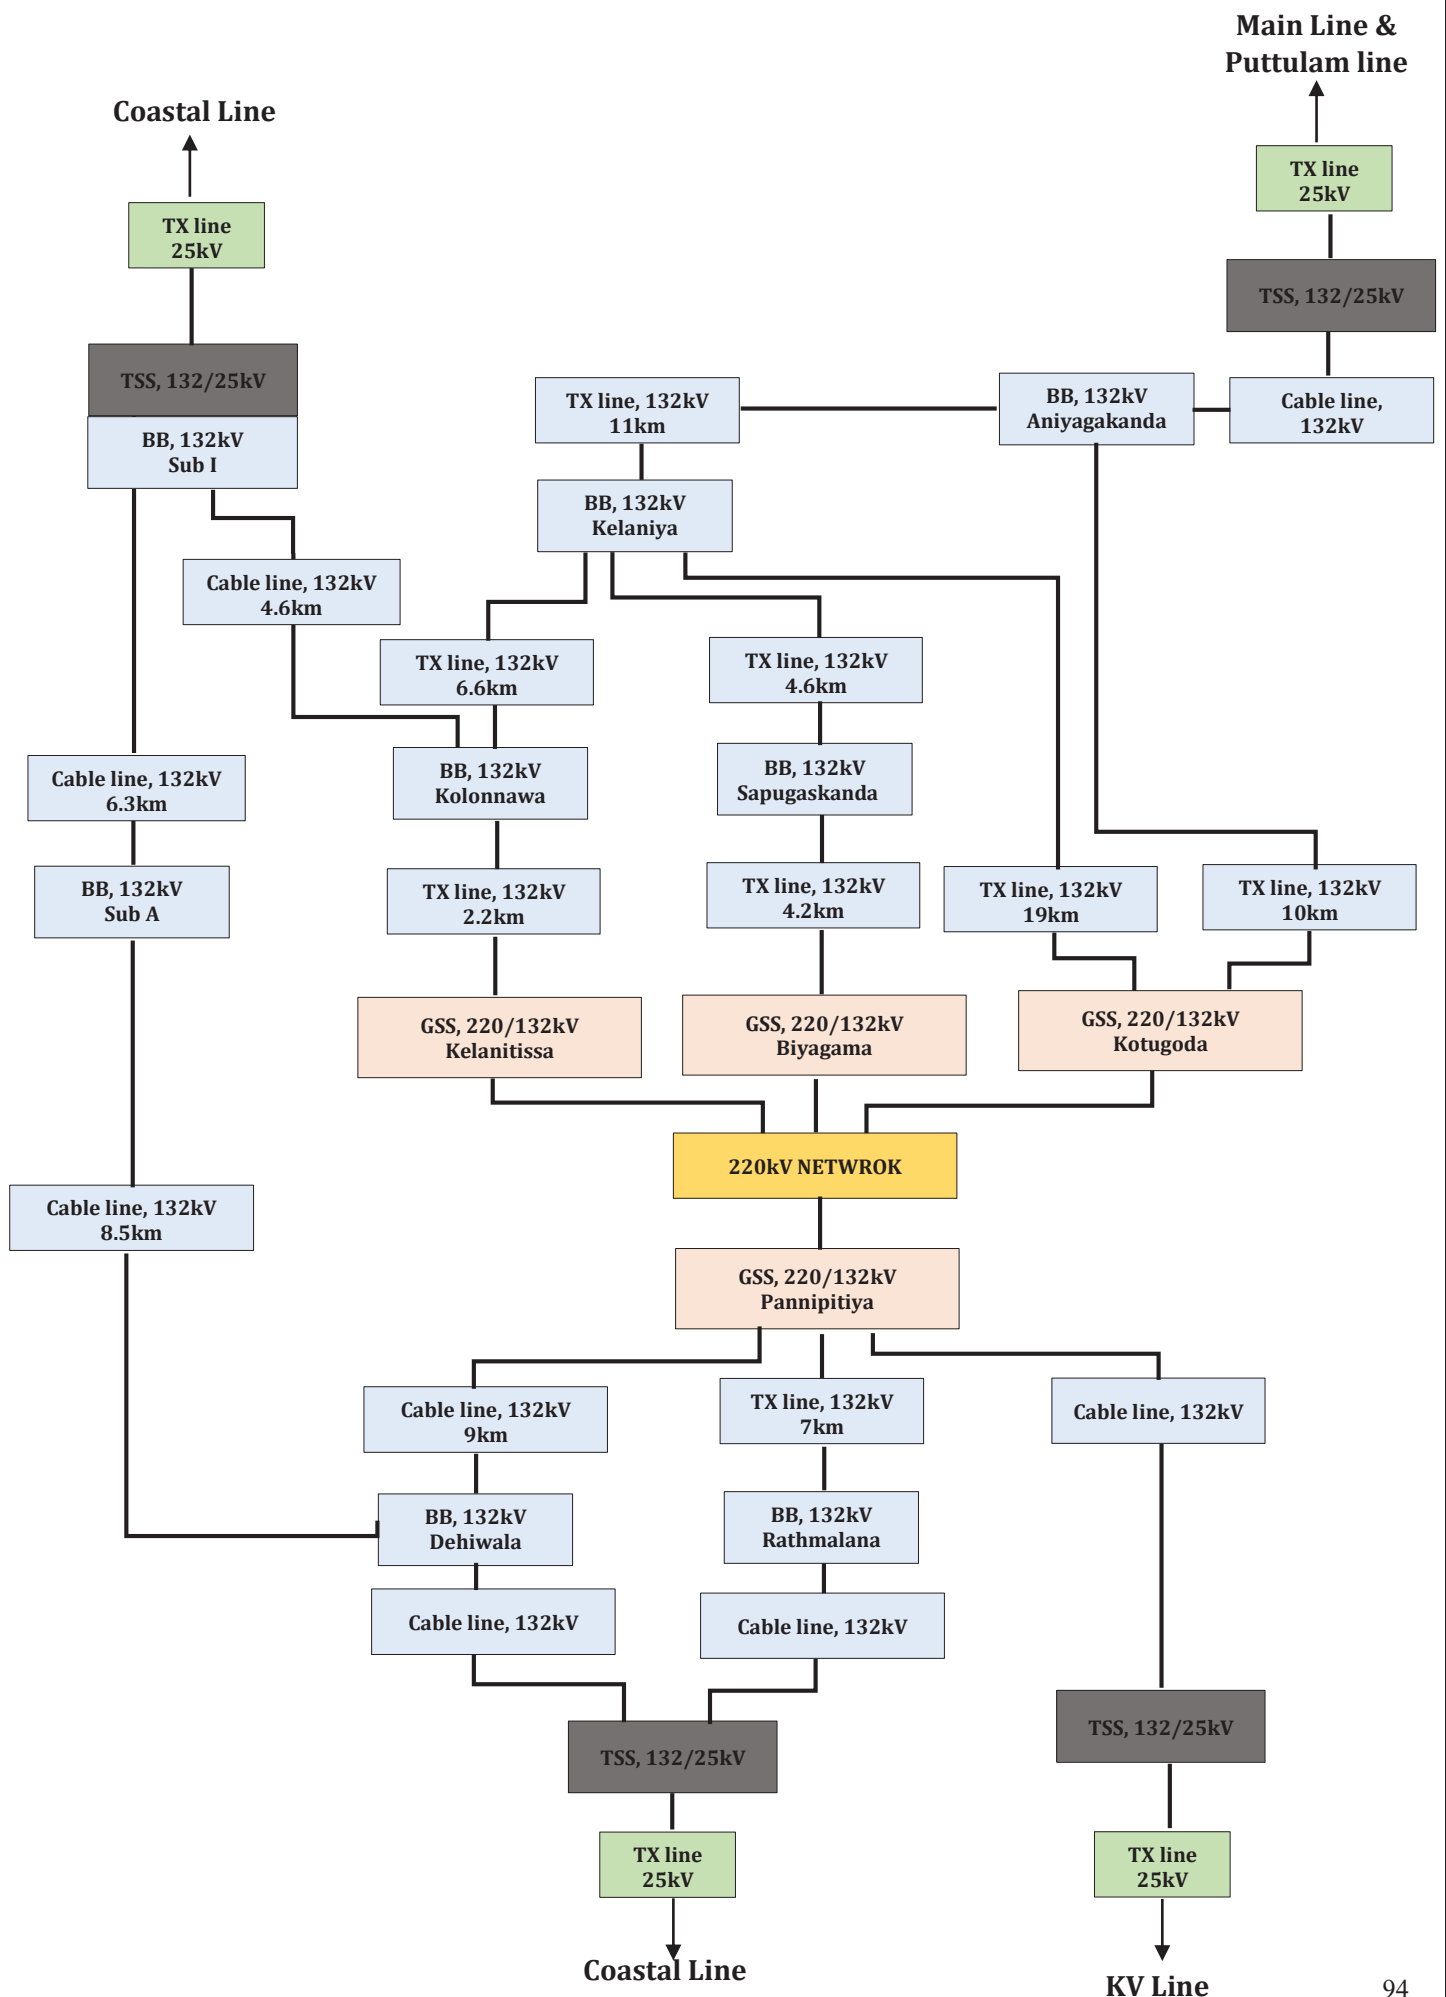 Main Line &
Puttulam line
Coastal Line
TX line
25kV
TX line
25kV
TSS, 132/25kV
TSS, 132/25kV
TX line, 132kV
11km
BB, 132kV
Aniyagakanda
Cable line,
132kV
BB, 132kV
Sub I
BB, 132kV
Kelaniya
Cable line, 132kV
4.6km
TX line, 132kV
6.6km
TX line, 132kV
4.6km
BB, 132kV
Kolonnawa
BB, 132kV
Sapugaskanda
Cable line, 132kV
6.3km
BB, 132kV
Sub A
TX line, 132kV
2.2km
TX line, 132kV
4.2km
TX line, 132kV
19km
TX line, 132kV
10km
GSS, 220/132kV
Kelanitissa
GSS, 220/132kV
Biyagama
GSS, 220/132kV
Kotugoda
220kV NETWROK
Cable line, 132kV
8.5km
GSS, 220/132kV
Pannipitiya
Cable line, 132kV
9km
TX line, 132kV
7km
Cable line, 132kV
BB, 132kV
Dehiwala
BB, 132kV
Rathmalana
Cable line, 132kV
Cable line, 132kV
TSS, 132/25kV
TSS, 132/25kV
TX line
25kV
TX line
25kV
Coastal Line
KV Line
94